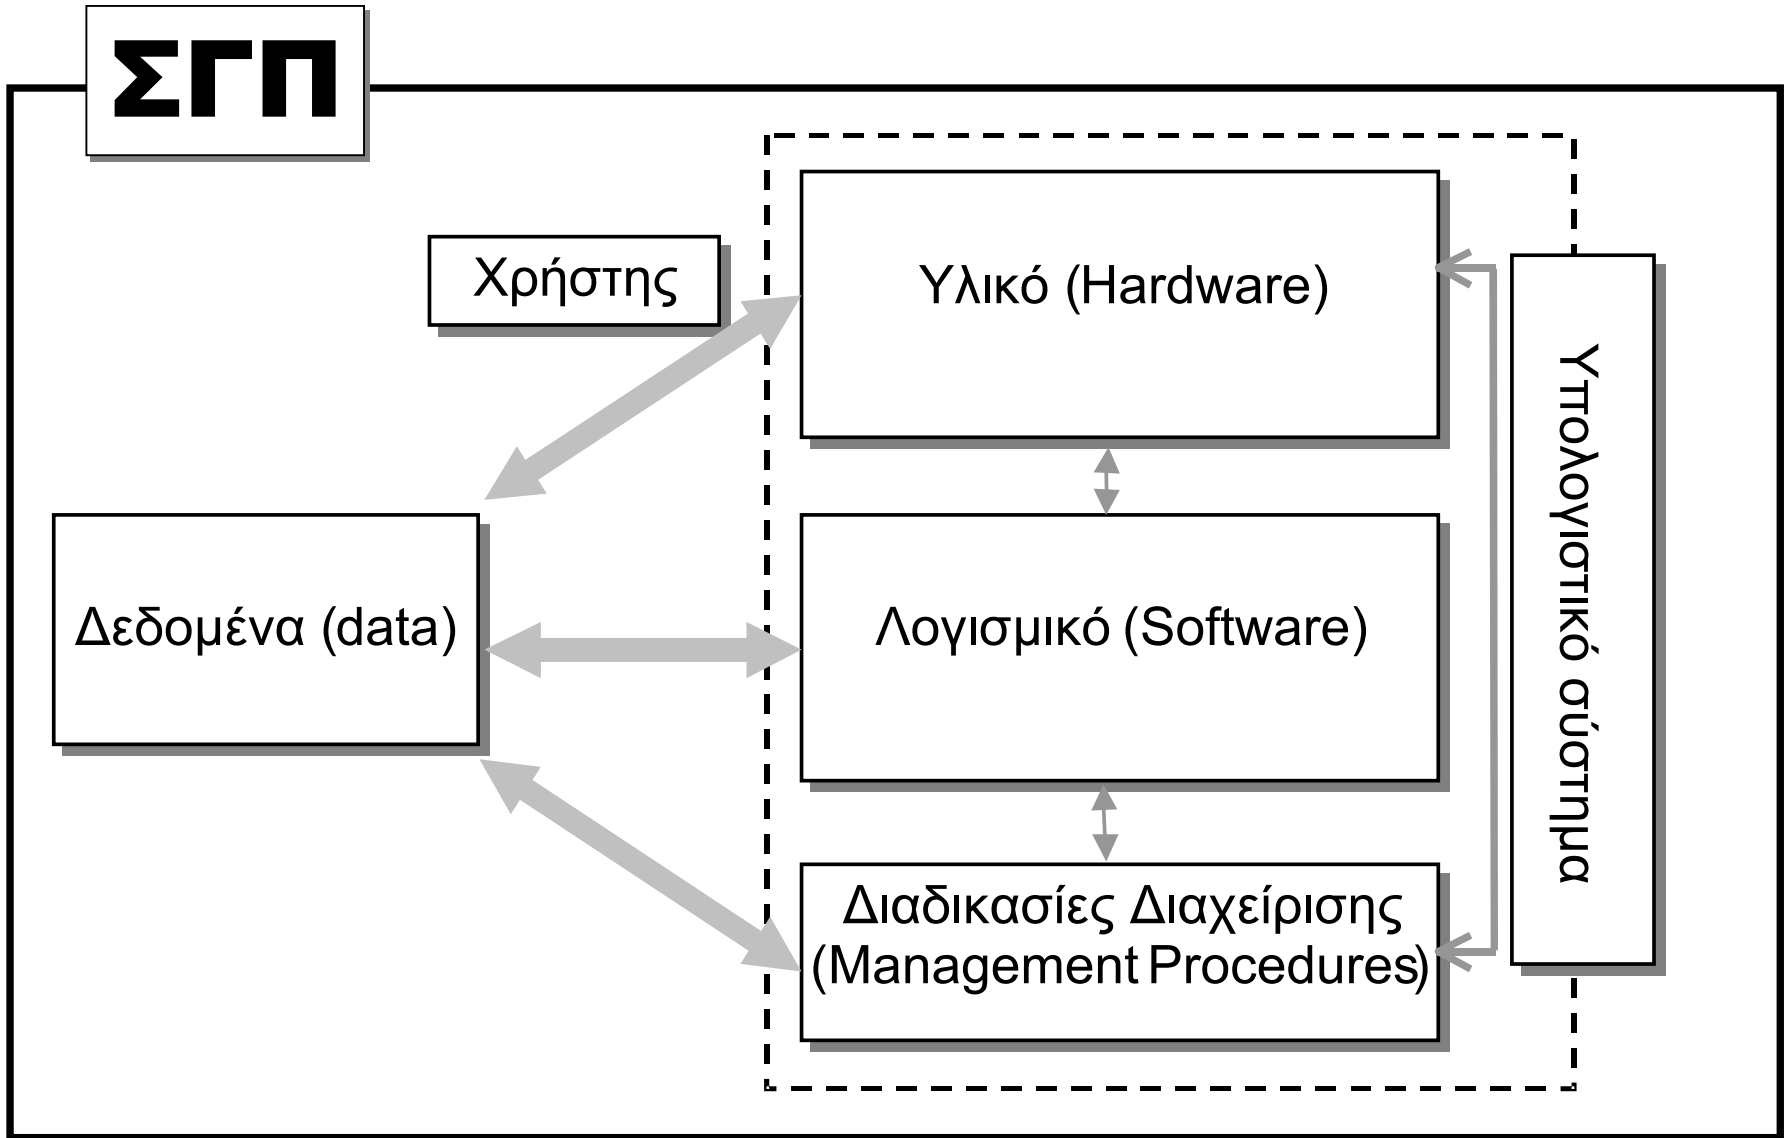 ΣΓΠ
Χρήστης
Υλικό (Hardware)
Δεδομένα (data)
Λογισμικό (Software)
Διαδικασίες Διαχείρισης
(Management Procedures)
Υπολογιστικό σύστημα